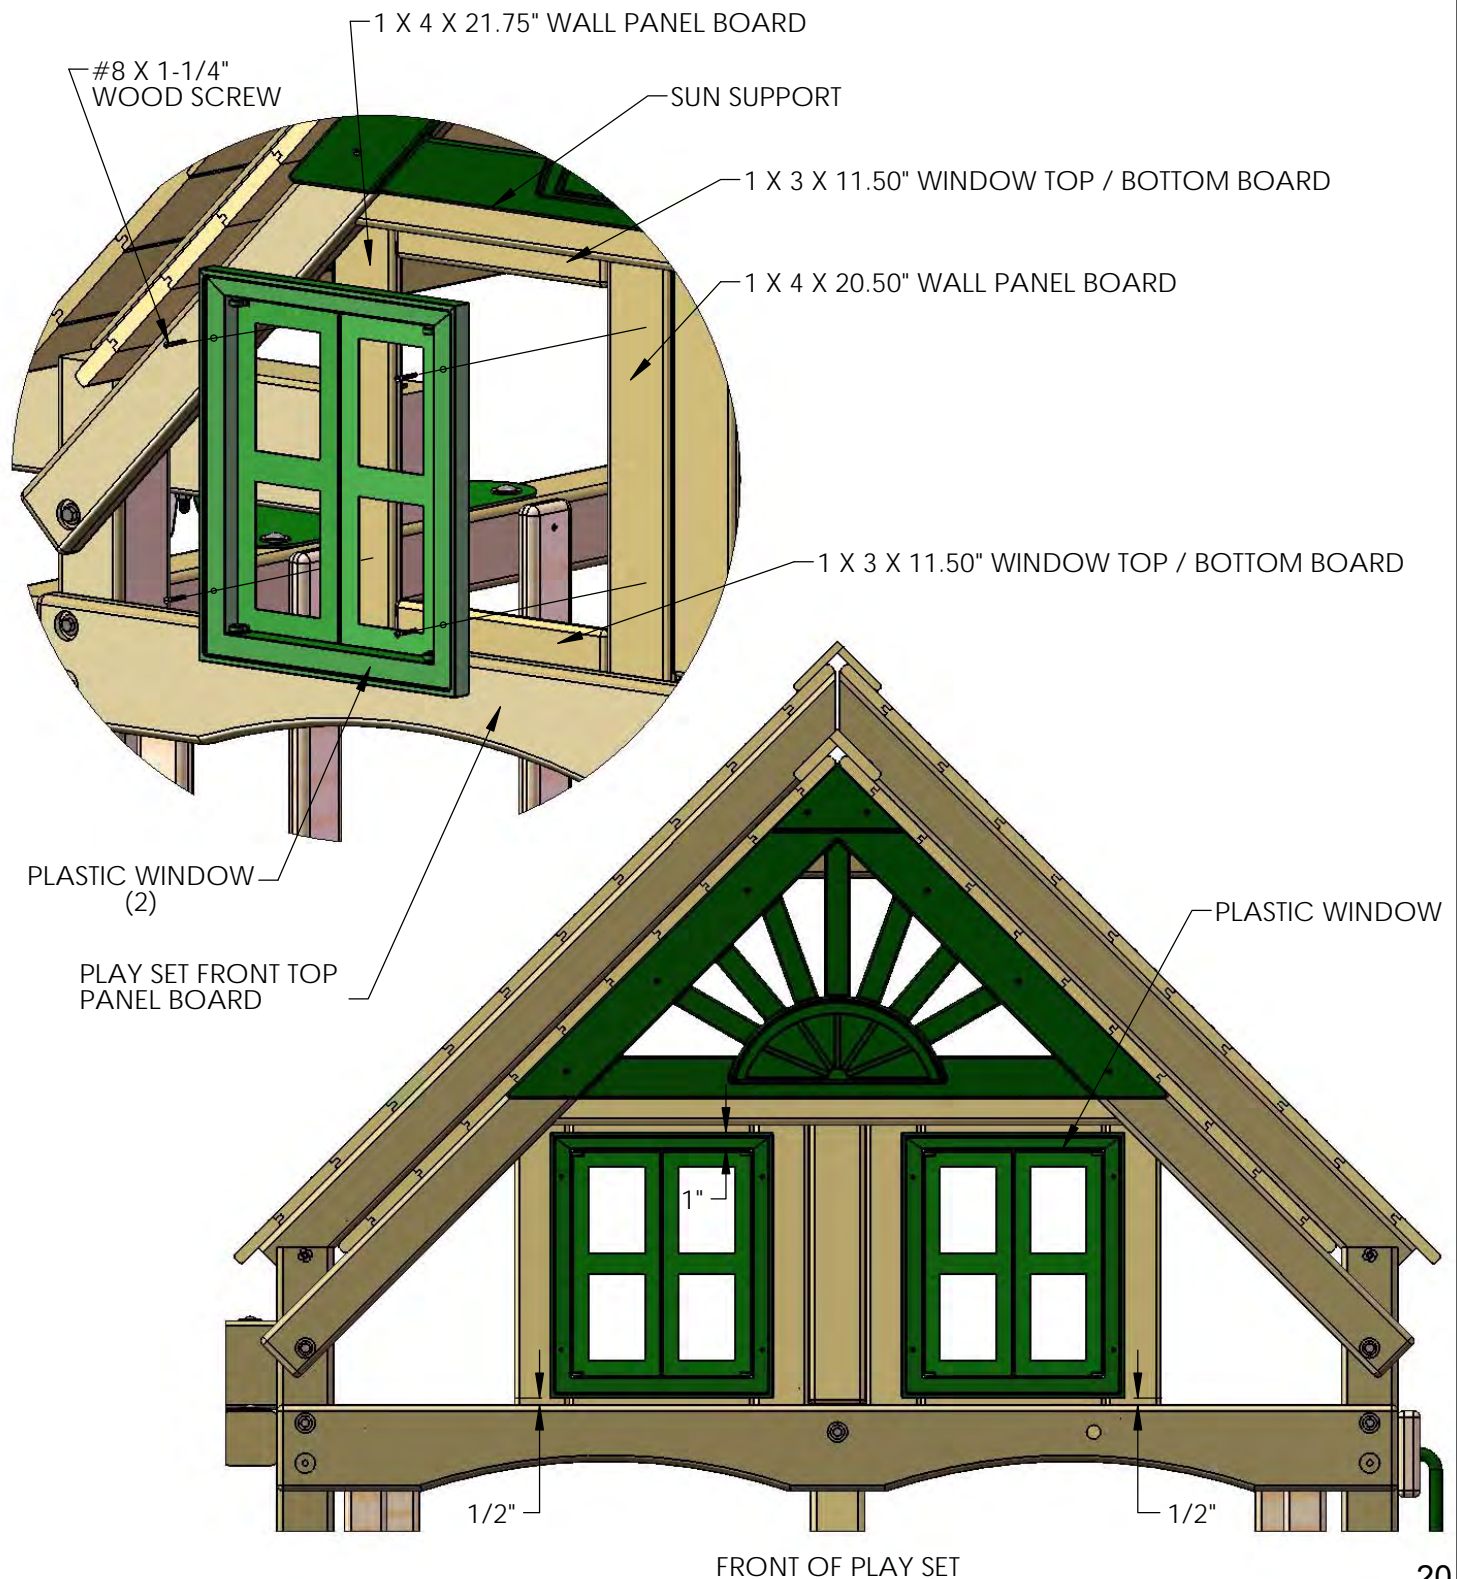 1 X 4 X 21.75" WALL PANEL BOARD
#8 X 1-1/4"
WOOD SCREW
SUN SUPPORT
1 X 3 X 11.50" WINDOW TOP / BOTTOM BOARD
1 X 4 X 20.50" WALL PANEL BOARD
1 X 3 X 11.50" WINDOW TOP / BOTTOM BOARD
PLASTIC WINDOW
(2)
PLASTIC WINDOW
PLAY SET FRONT TOP
PANEL BOARD
1"
1/2"
1/2"
FRONT OF PLAY SET
20